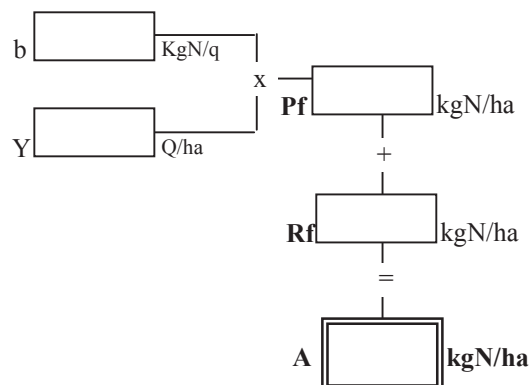 b KgN/q
x
Pf kgN/ha
Y Q/ha
+
Rf kgN/ha
=
A kgN/ha